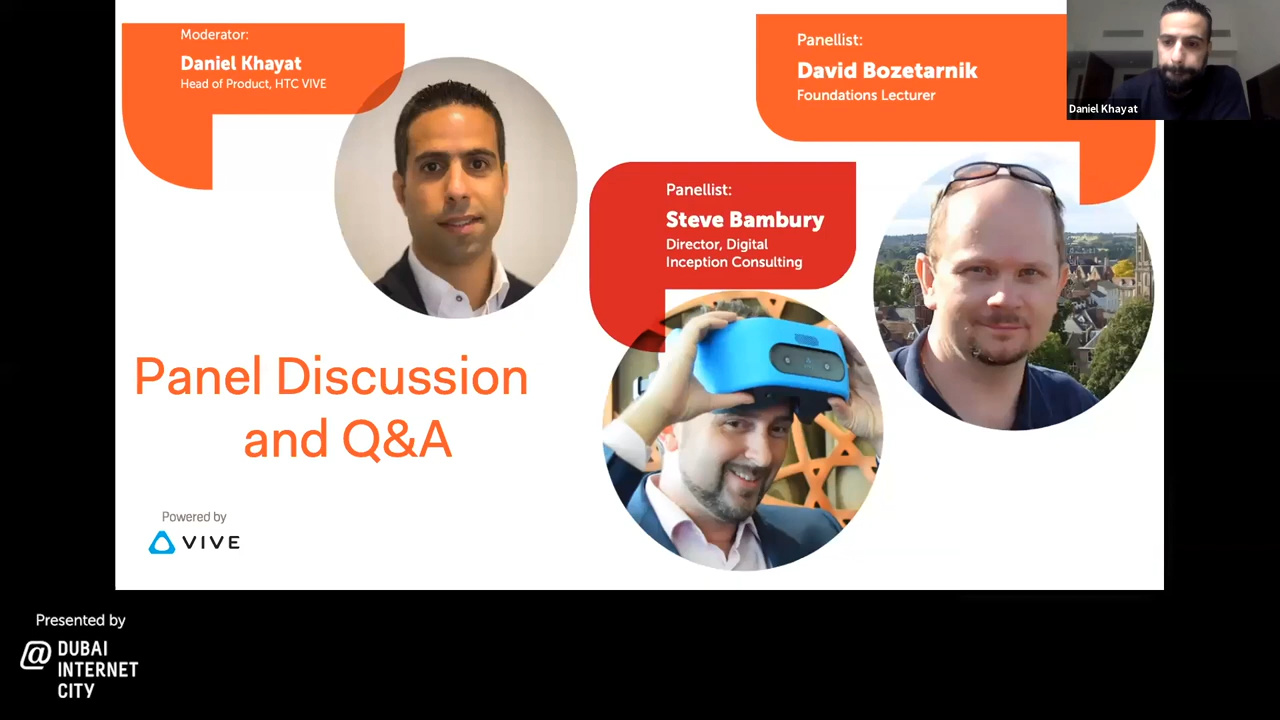 Moderator:
Daniel Khayat
Head of Product, HTC VIVE
Panellist:
David Bozetarnik
Foundations Lecturer
Daniel Khayat
Panellist:
Steve Bambury
Director, Digital
Inception Consulting
Panel Discussion
and Q&A
Powered by
VIVE
Presented by
@ DUBAI
INTERNET
CITY